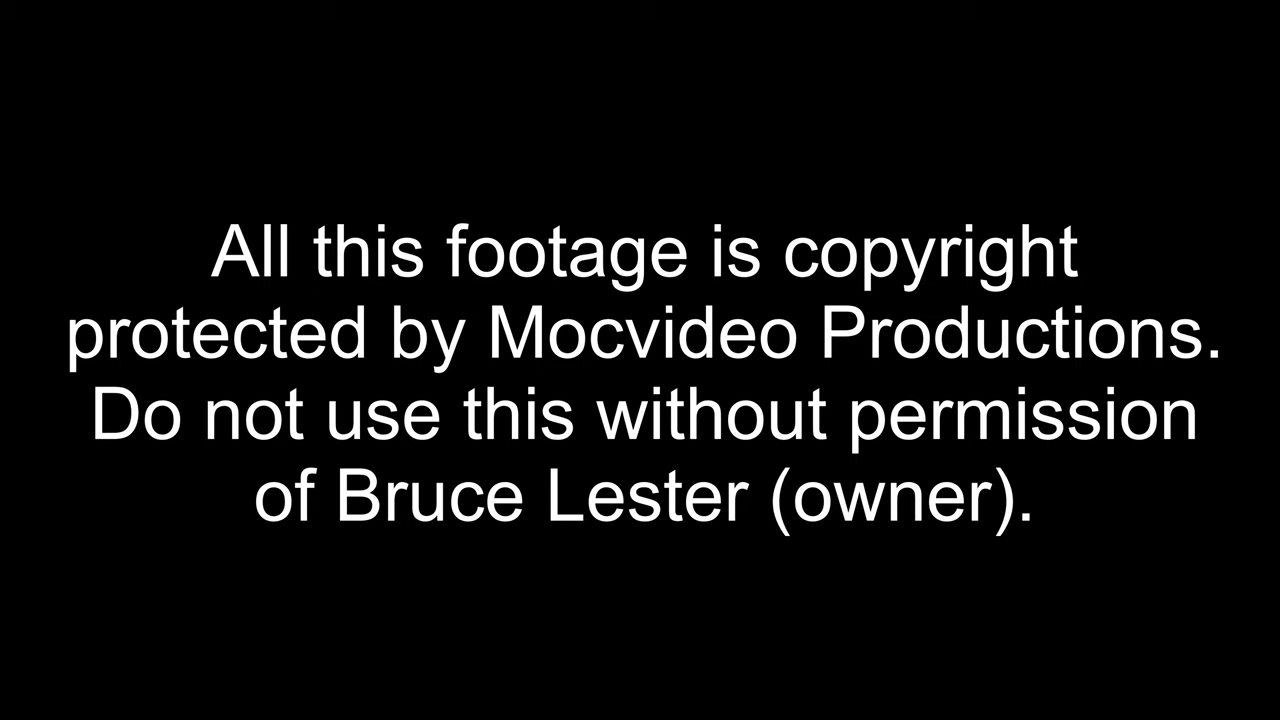 All this footage is copyright
protected by Mocvideo Productions.
Do not use this without permission
of Bruce Lester (owner).